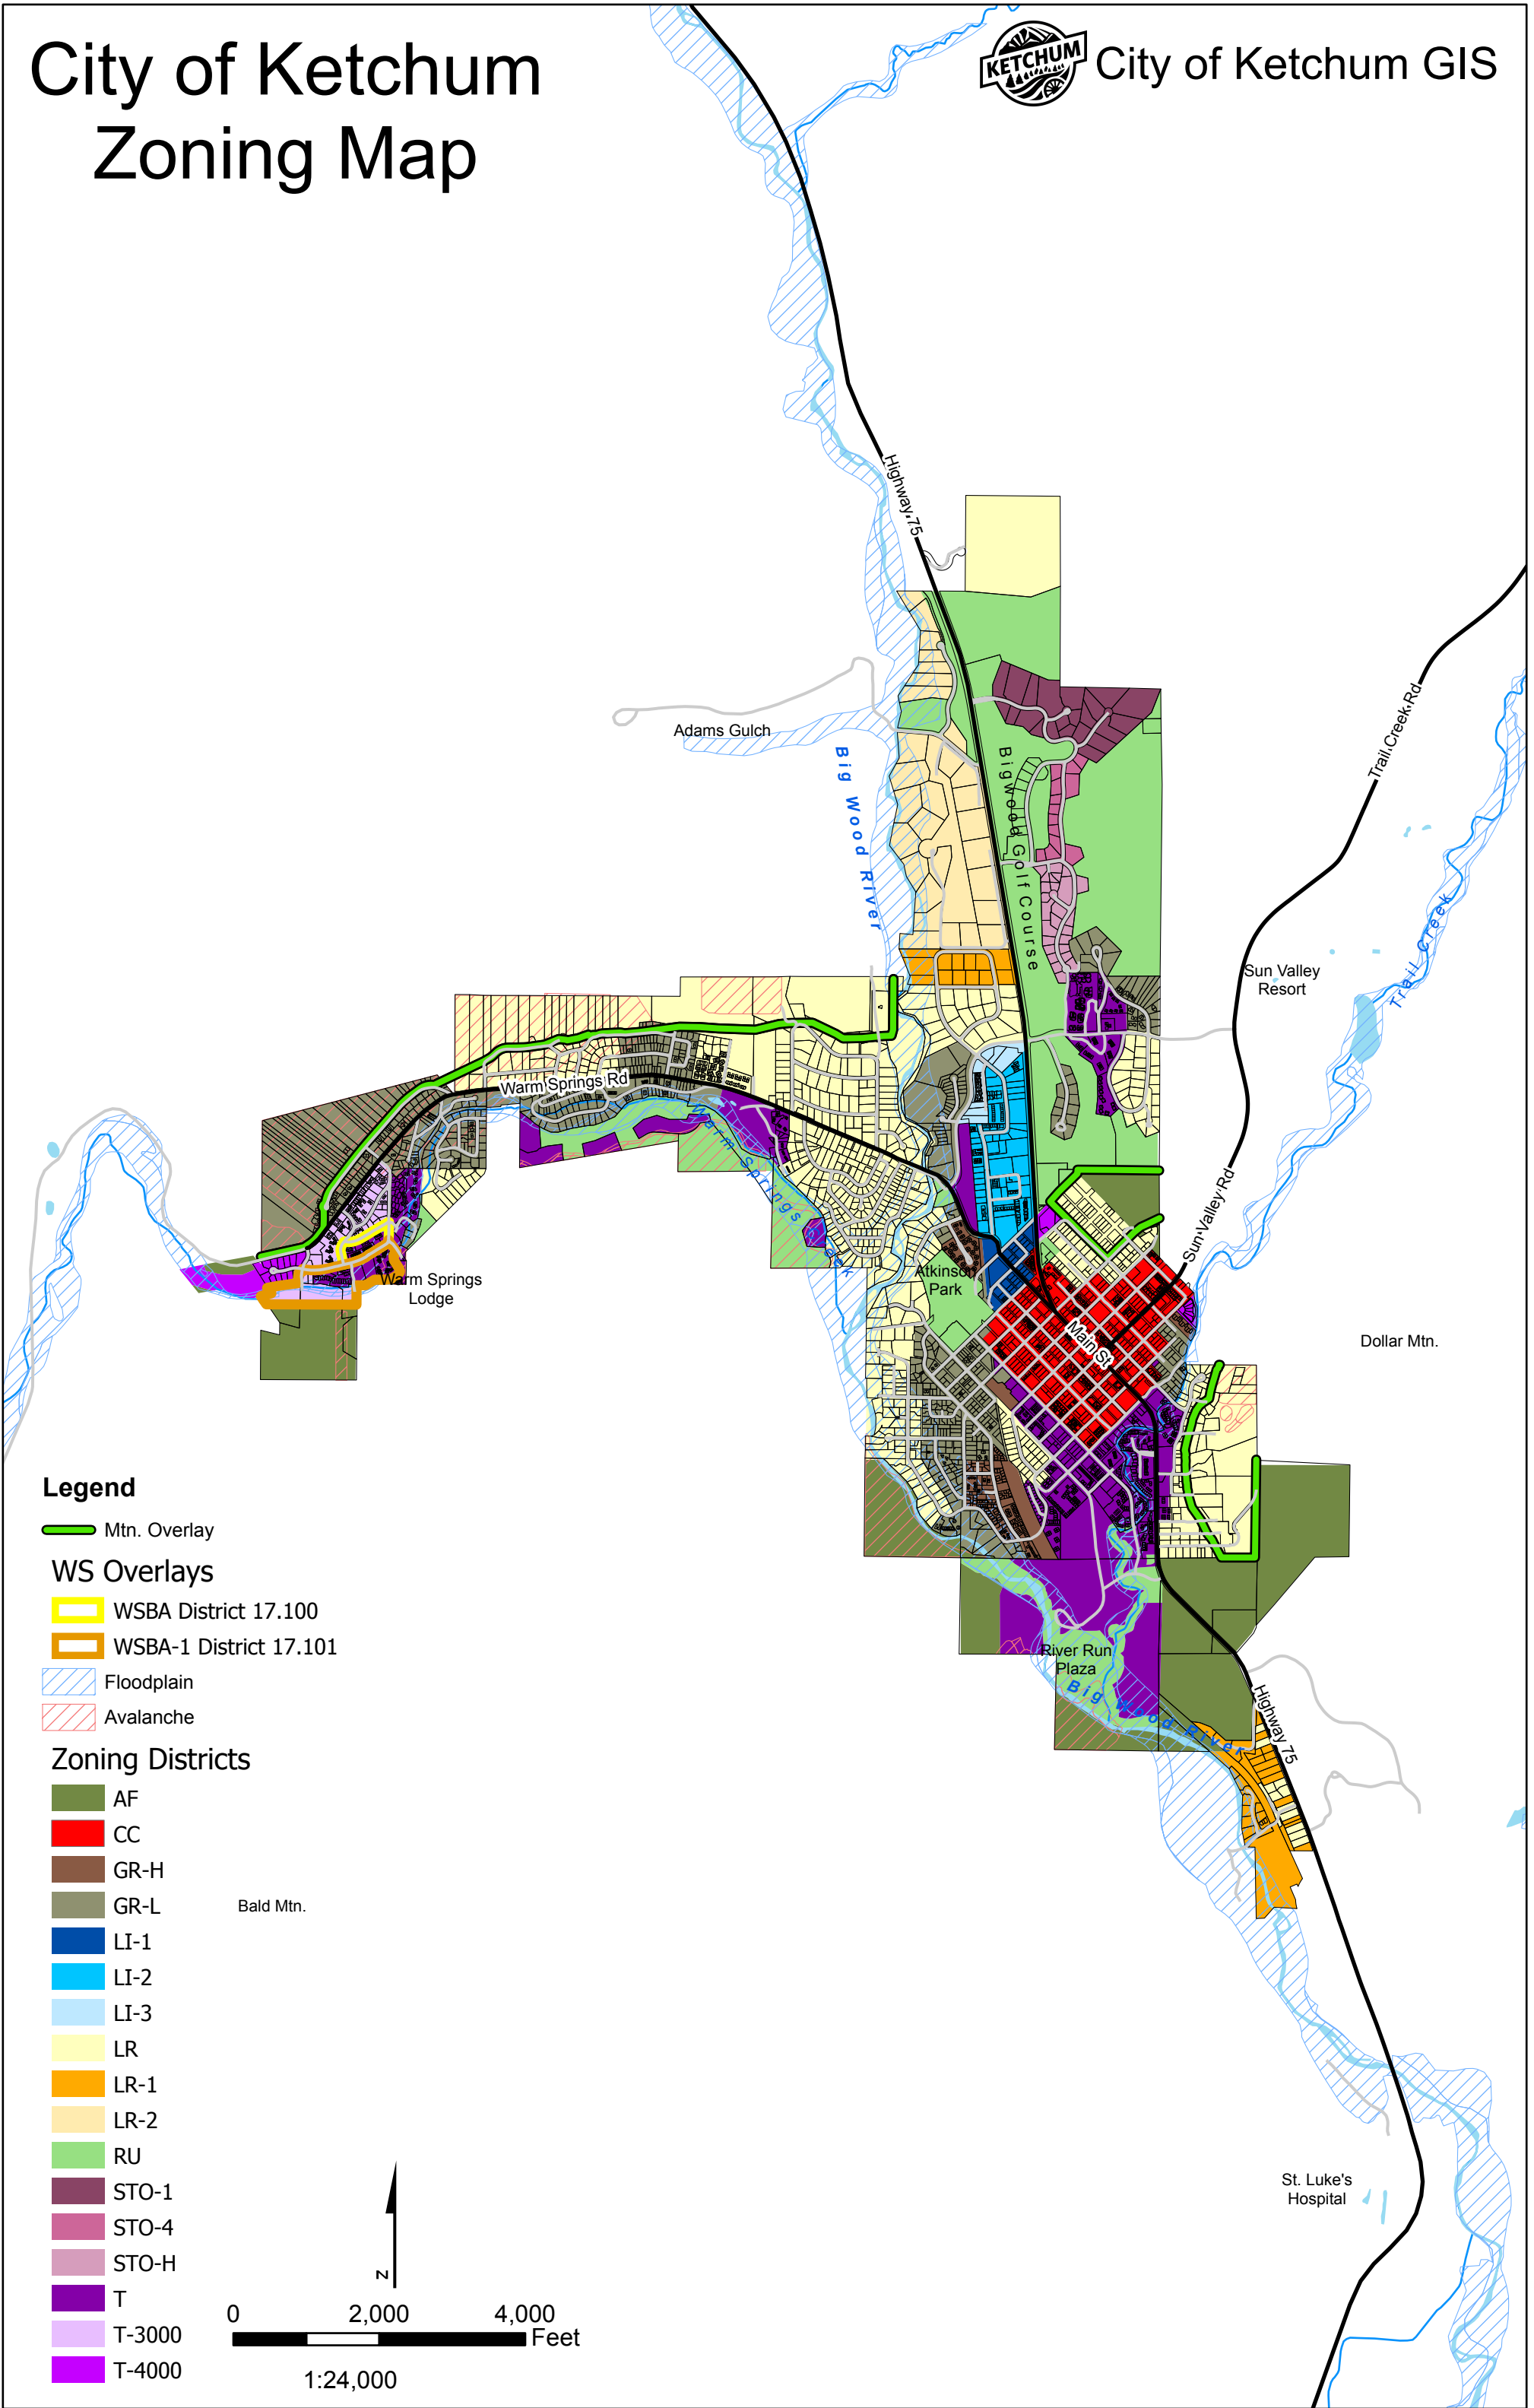 City of Ketchum
Zoning Map
KETCHUM
City of Ketchum GIS
Highway 75
Adams Gulch
Big Wood River
Bigwood Golf Course
Trail Creek Rd
Trail Creek
Sun Valley
Resort
Warm Springs Rd
Warm Springs Creek
Sun Valley Rd
Warm Springs
Lodge
Atkinson
Park
Main St
Dollar Mtn.
River Run
Plaza
Big Wood River
Highway 75
Bald Mtn.
St. Luke's
Hospital
Legend
Mtn. Overlay
WS Overlays
WSBA District 17.100
WSBA-1 District 17.101
Floodplain
Avalanche
Zoning Districts
AF
CC
GR-H
GR-L
LI-1
LI-2
LI-3
LR
LR-1
LR-2
RU
STO-1
STO-4
STO-H
T
T-3000
T-4000
N
0 2,000 4,000
Feet
1:24,000